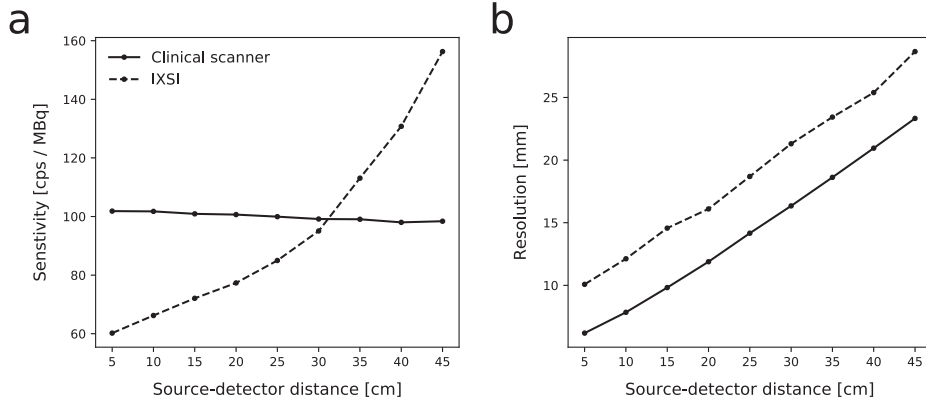 a
Senstivity [cps / MBq]
160
140
120
100
80
60
Clinical scanner
IXSI
5 10 15 20 25 30 35 40 45
Source-detector distance [cm]
b
Resolution [mm]
25
20
15
10
5 10 15 20 25 30 35 40 45
Source-detector distance [cm]